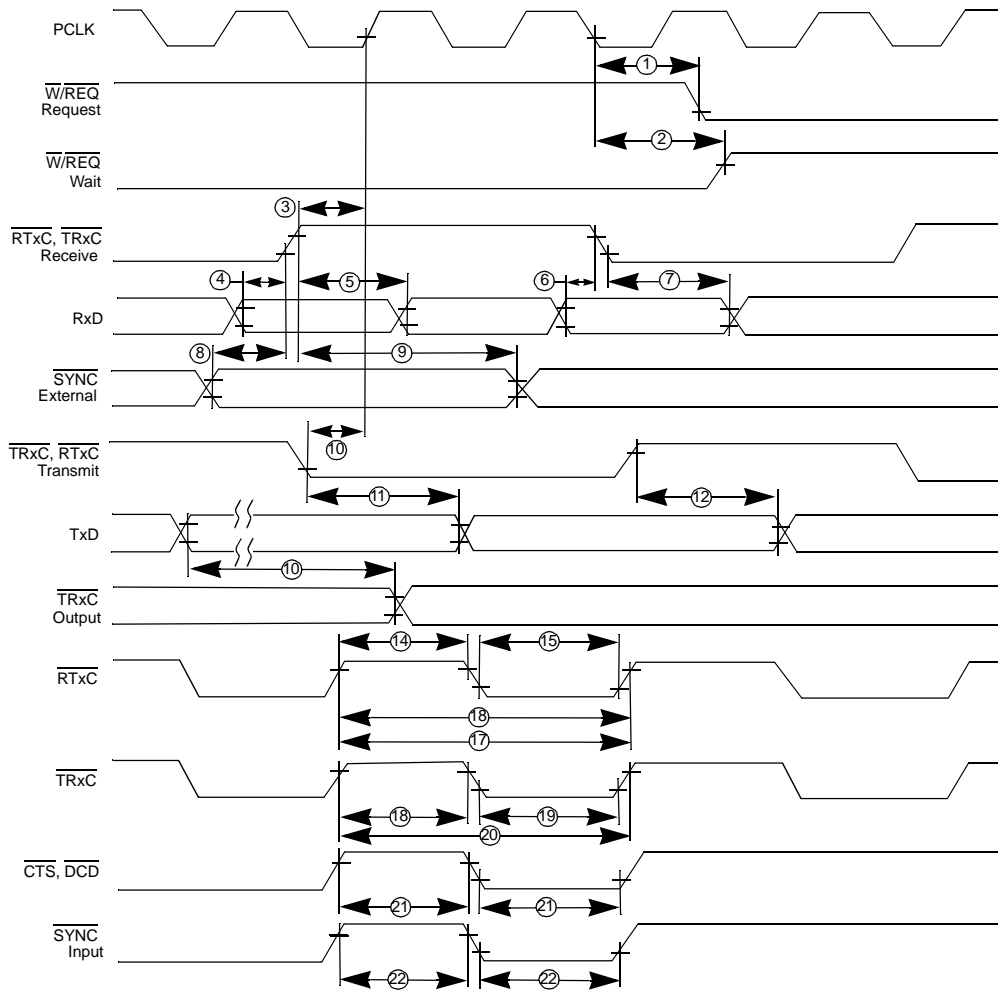 PCLK
1
W/REQ
Request
2
W/REQ
Wait
3
RTxC, TRxC
Receive
4
5
6
7
RxD
8
9
SYNC
External
10
TRxC, RTxC
Transmit
11
12
TxD
10
TRxC
Output
14
15
RTxC
18
17
TRxC
18
19
20
CTS, DCD
21
21
SYNC
Input
22
22